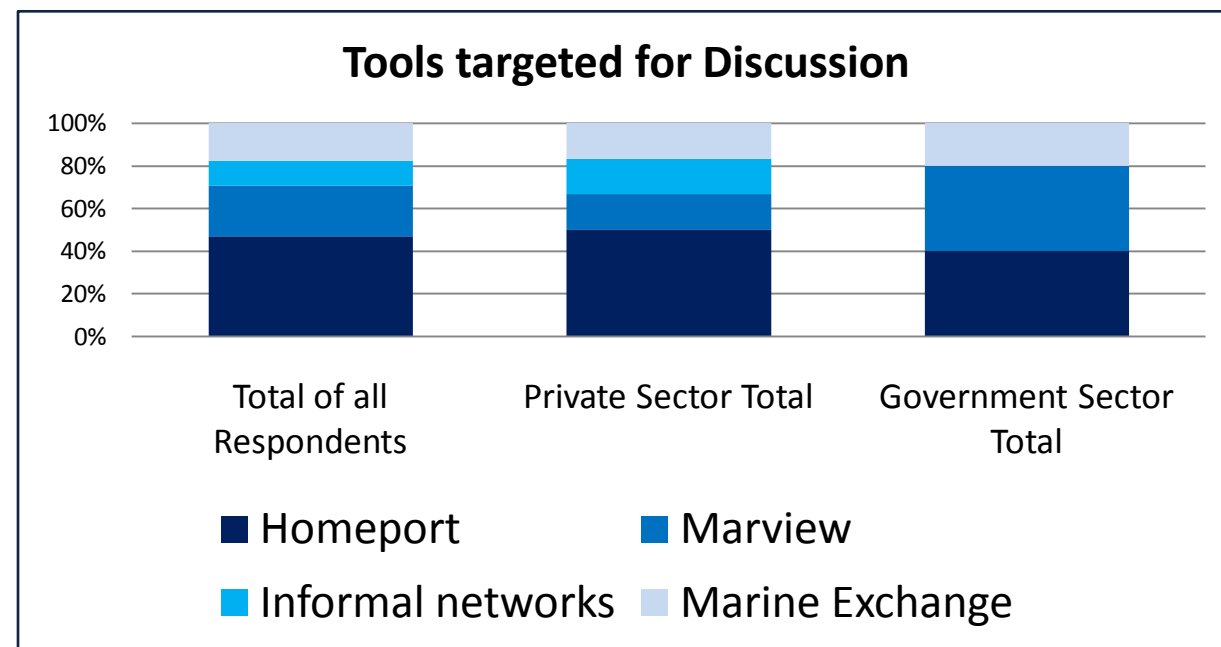 Tools targeted for Discussion
100%
80%
60%
40%
20%
0%
Total of all
Respondents
Private Sector Total
Government Sector
Total
Homeport
Marview
Informal networks
Marine Exchange